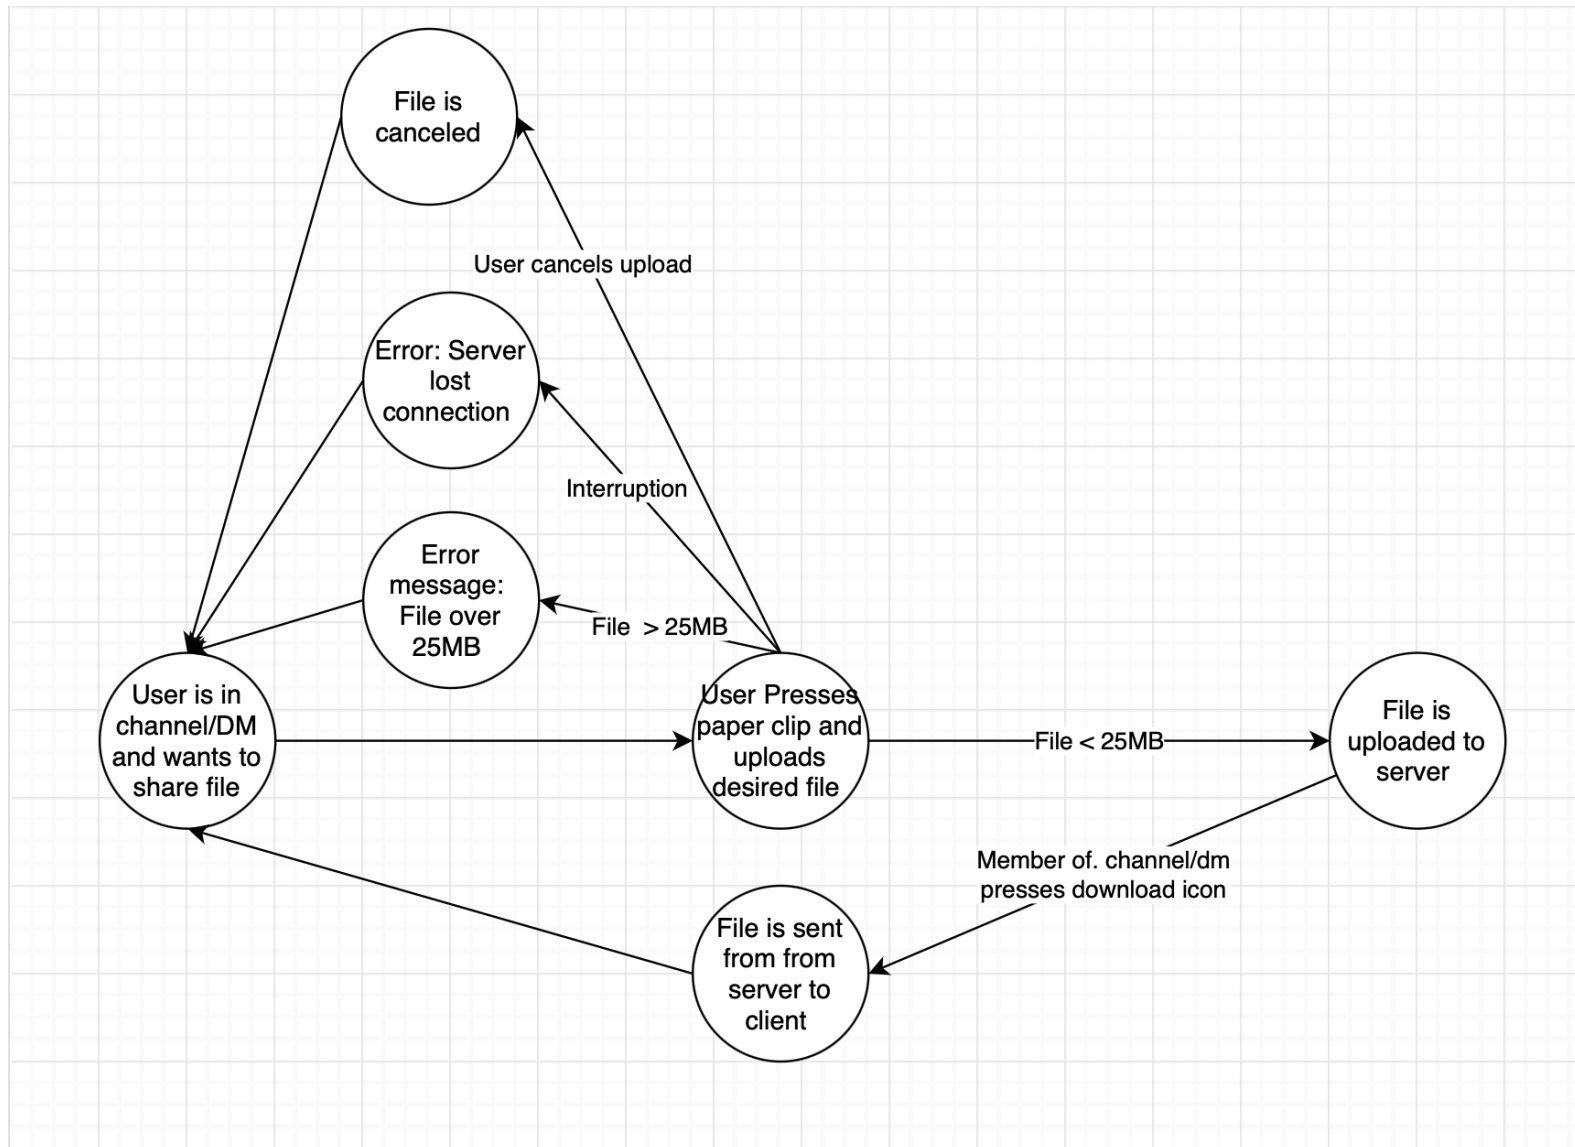 File is
canceled
User cancels upload
Error: Server
lost
connection
Interruption
Error
message:
File over
25MB
File  > 25MB
User is in
channel/DM
and wants to
share file
User Presses
paper clip and
uploads
desired file
File < 25MB
File is
uploaded to
server
Member of. channel/dm
presses download icon
File is sent
from from
server to
client